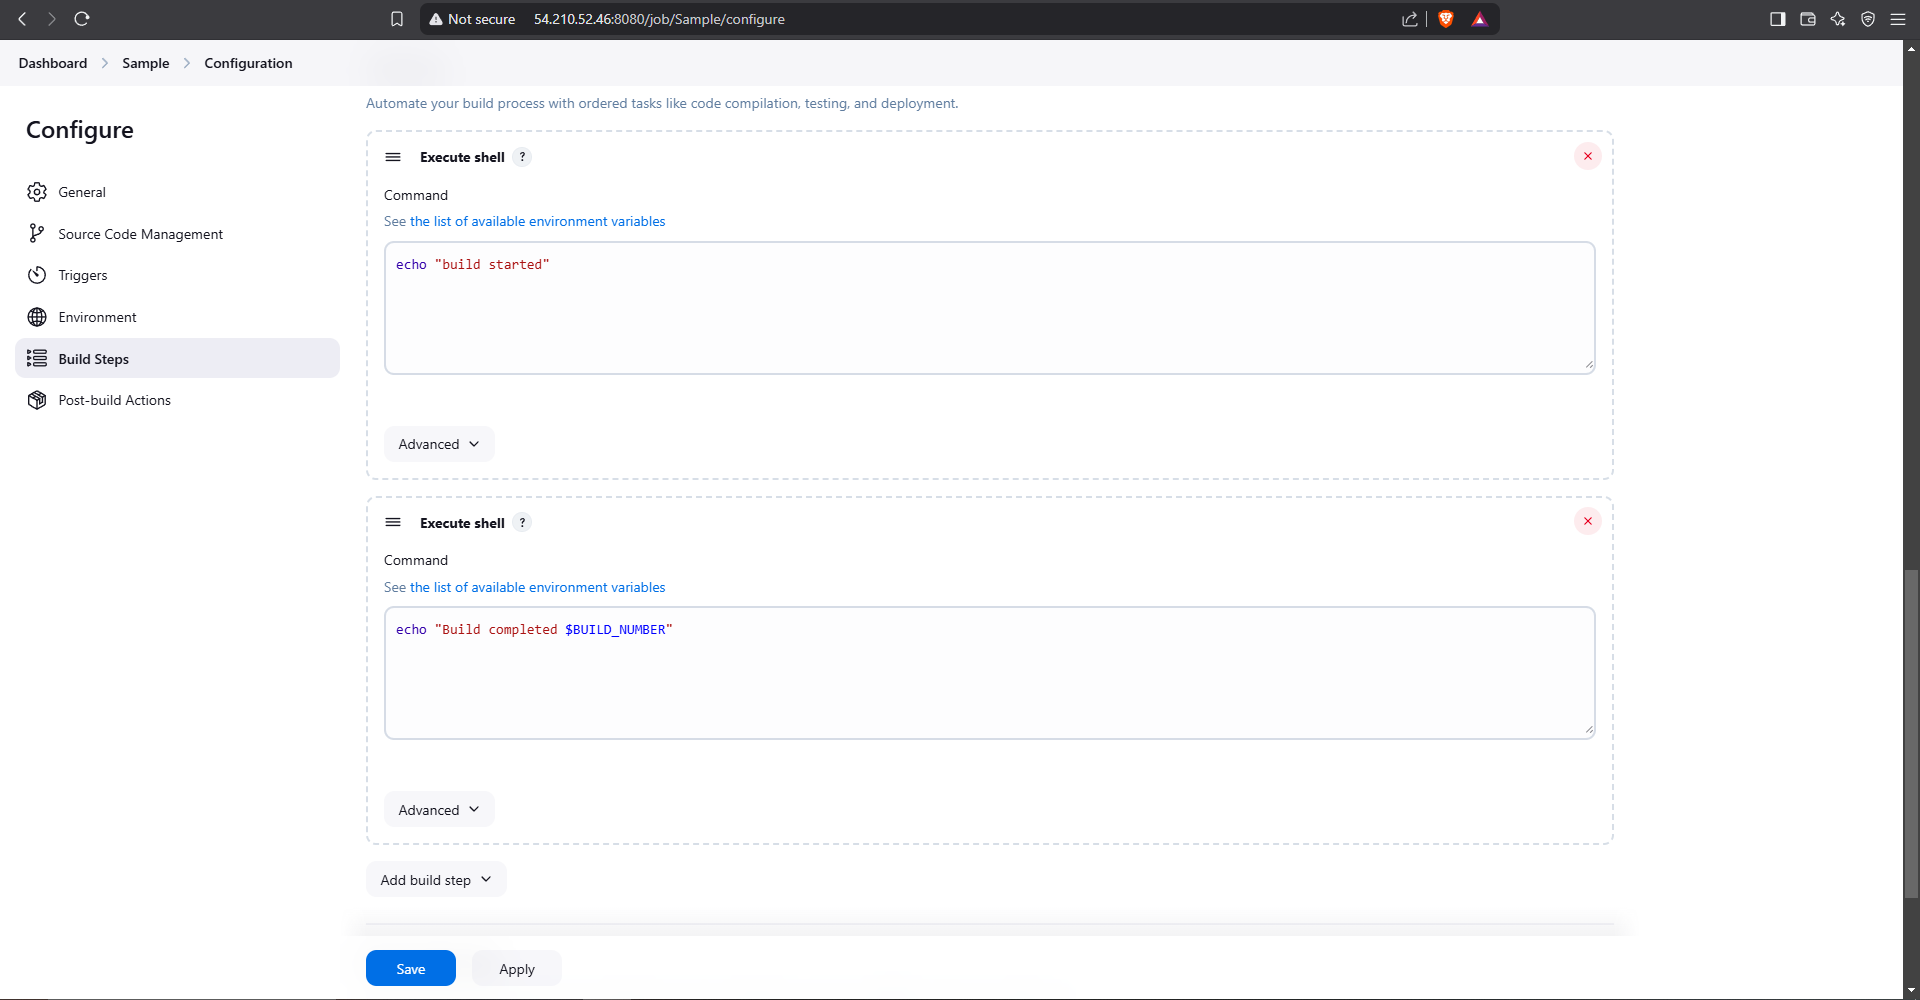 Not secure 54.210.52.46:8080/job/Sample/configure
Dashboard > Sample > Configuration
Configure
General
Source Code Management
Triggers
Environment
Build Steps
Post-build Actions
Automate your build process with ordered tasks like code compilation, testing, and deployment.
Execute shell ?
Command
See the list of available environment variables
echo "build started"
Advanced
Execute shell ?
Command
See the list of available environment variables
echo "Build completed $BUILD_NUMBER"
Advanced
Add build step
Save Apply